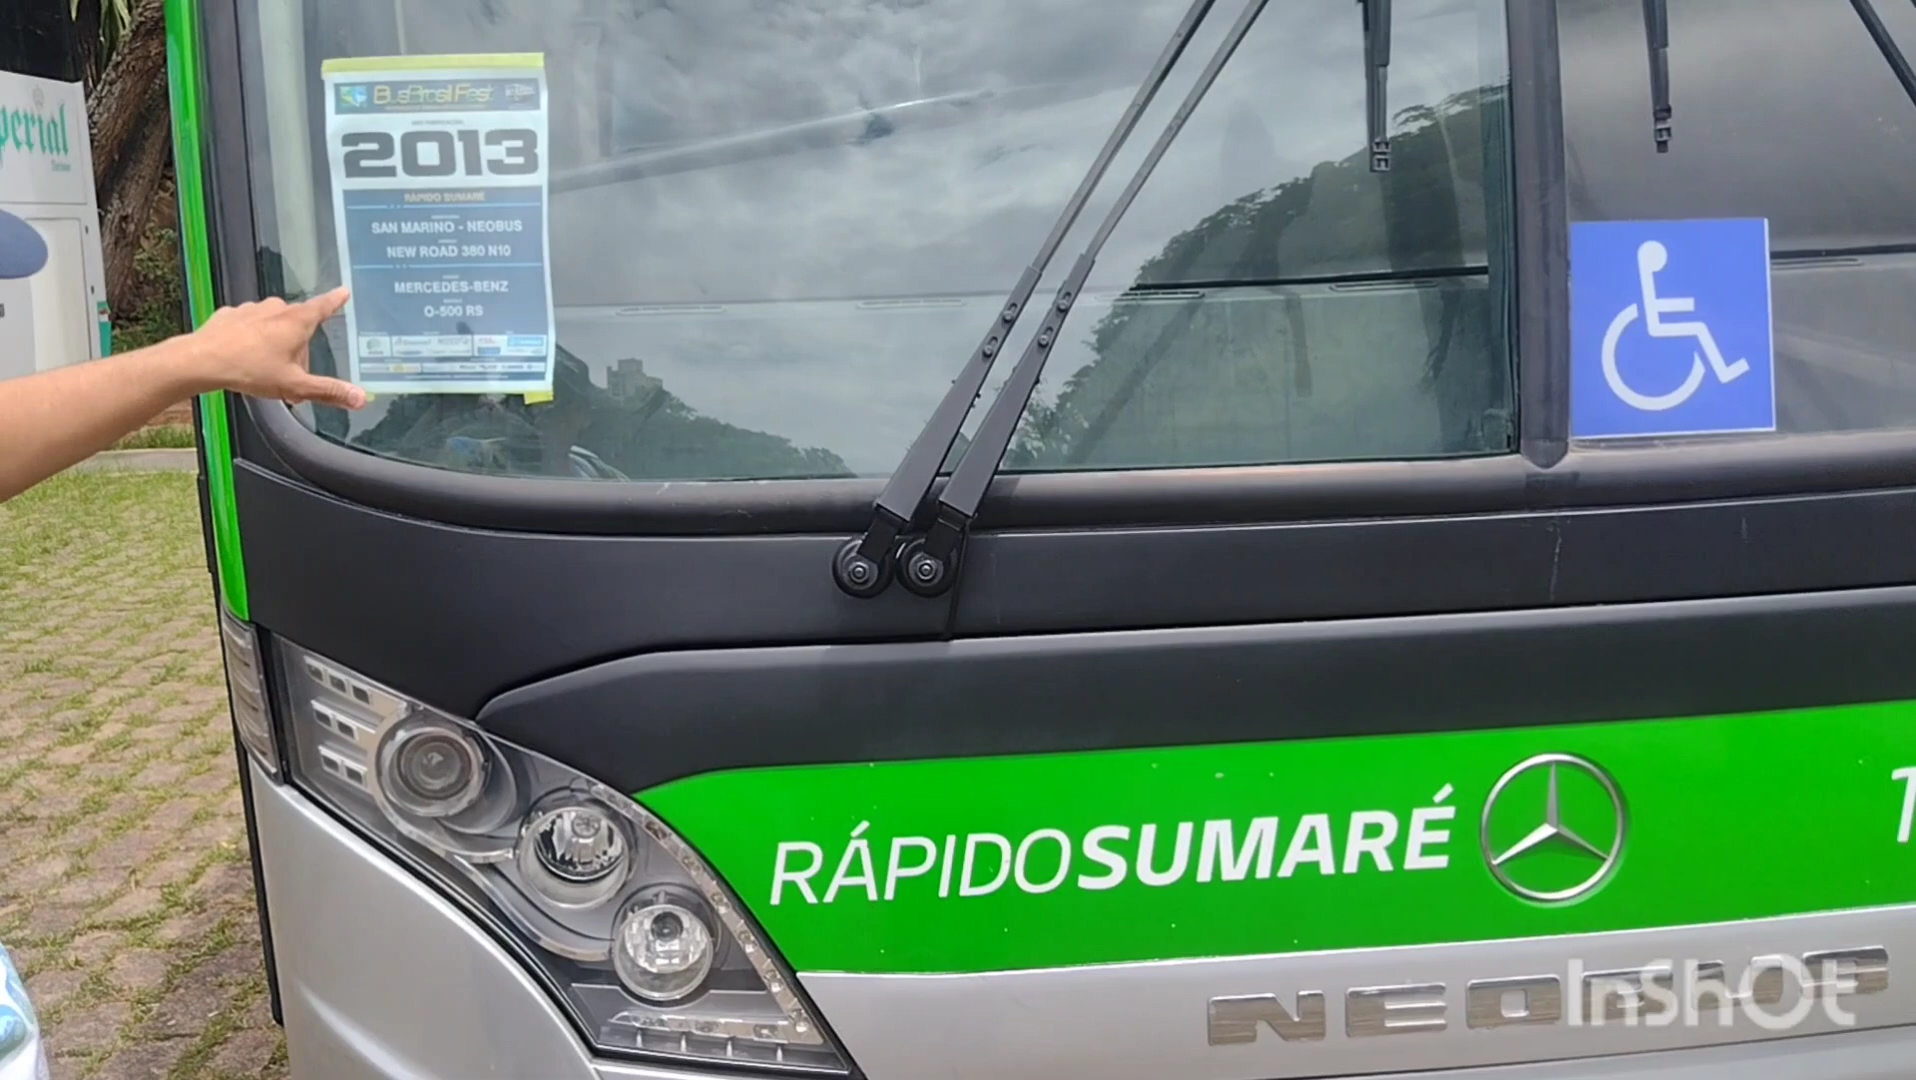 perial
BusBrasil Fest
2013
RÁPIDO SUMARÉ
SAN MARINO - NEOBUS
NEW ROAD 380 N10
MERCEDES-BENZ
O-500 RS
RÁPIDOSUMARÉ
NEOBUS
InShOt